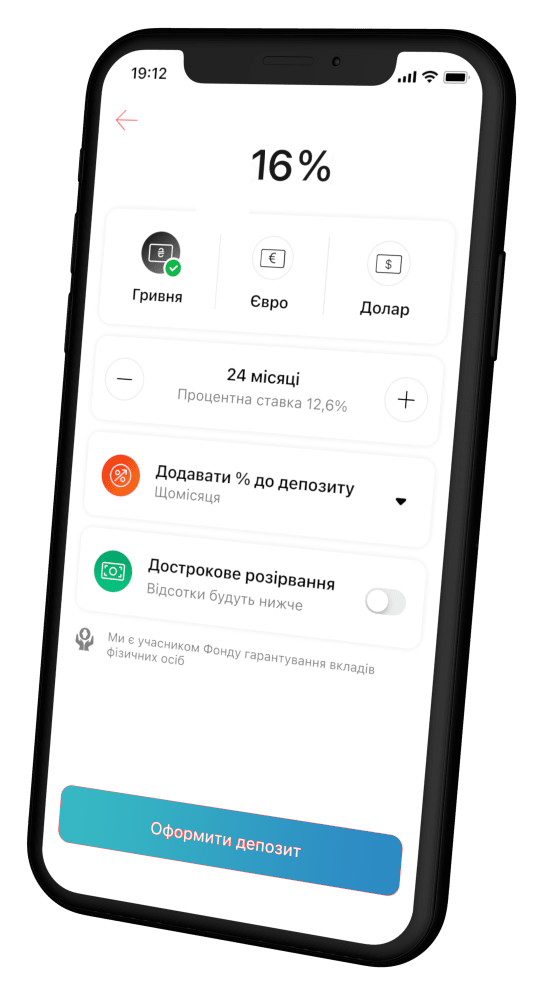 19:12
16%
₴ € $
Гривня Євро Долар
24 місяці
Процентна ставка 12,6%
Додавати % до депозиту
Щомісяця
Дострокове розірвання
Відсотки будуть нижче
Ми є учасником Фонду гарантування вкладів
фізичних осіб
Оформити депозит